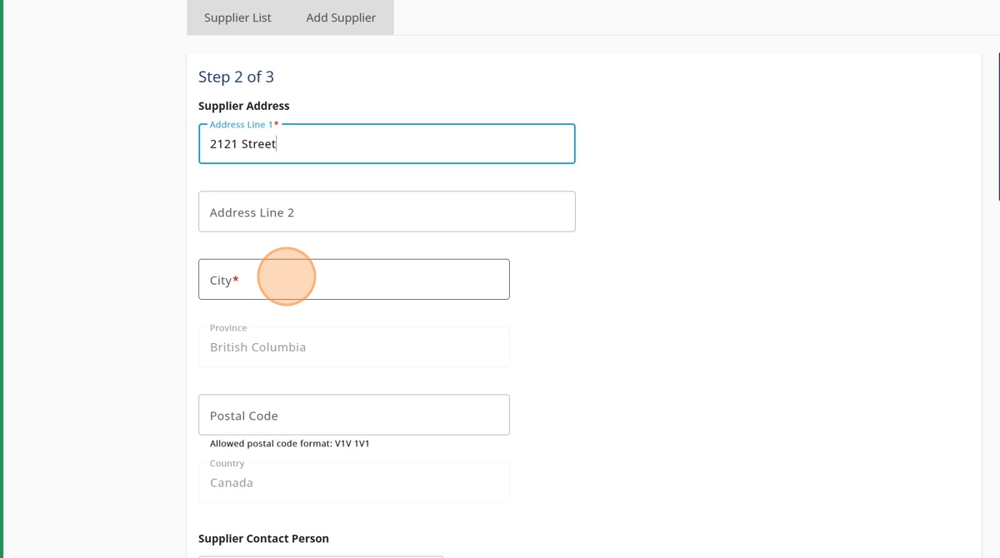 Supplier List Add Supplier
Step 2 of 3
Supplier Address
Address Line 1*
2121 Street
Address Line 2
City*
Province
British Columbia
Postal Code
Allowed postal code format: V1V 1V1
Country
Canada
Supplier Contact Person